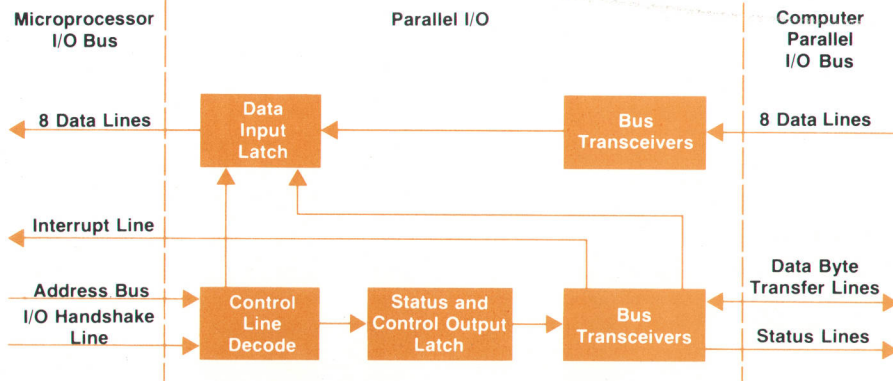 Microprocessor
I/O Bus
Parallel I/O
Computer
Parallel
I/O Bus
8 Data Lines
Data
Input
Latch
Bus
Transceivers
8 Data Lines
Interrupt Line
Address Bus
I/O Handshake
Line
Control
Line
Decode
Status and
Control Output
Latch
Bus
Transceivers
Data Byte
Transfer Lines
Status Lines